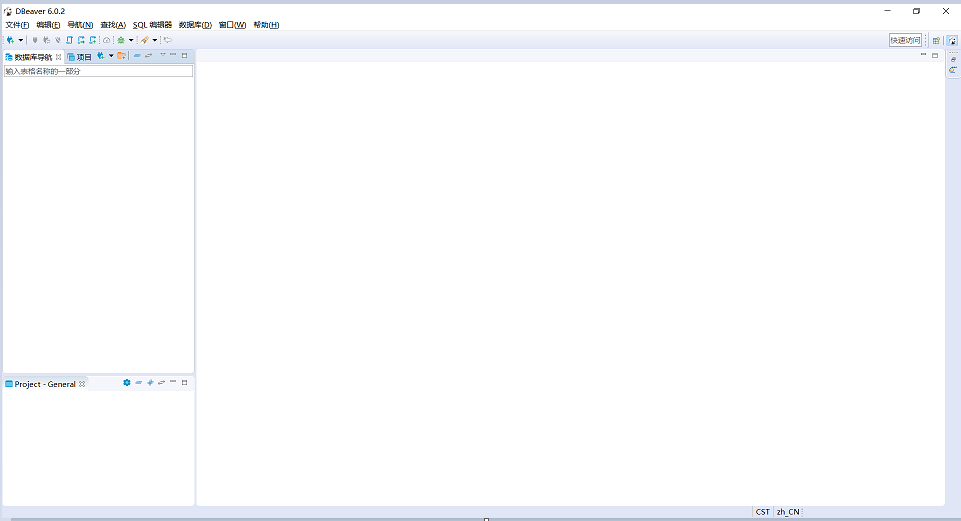 DBeaver 6.0.2
文件(F) 编辑(E) 导航(N) 查找(A) SQL 编辑器 数据库(D) 窗口(W) 帮助(H)
快速访问
数据库导航 项目
输入表格名称的一部分
Project - General
CST zh_CN